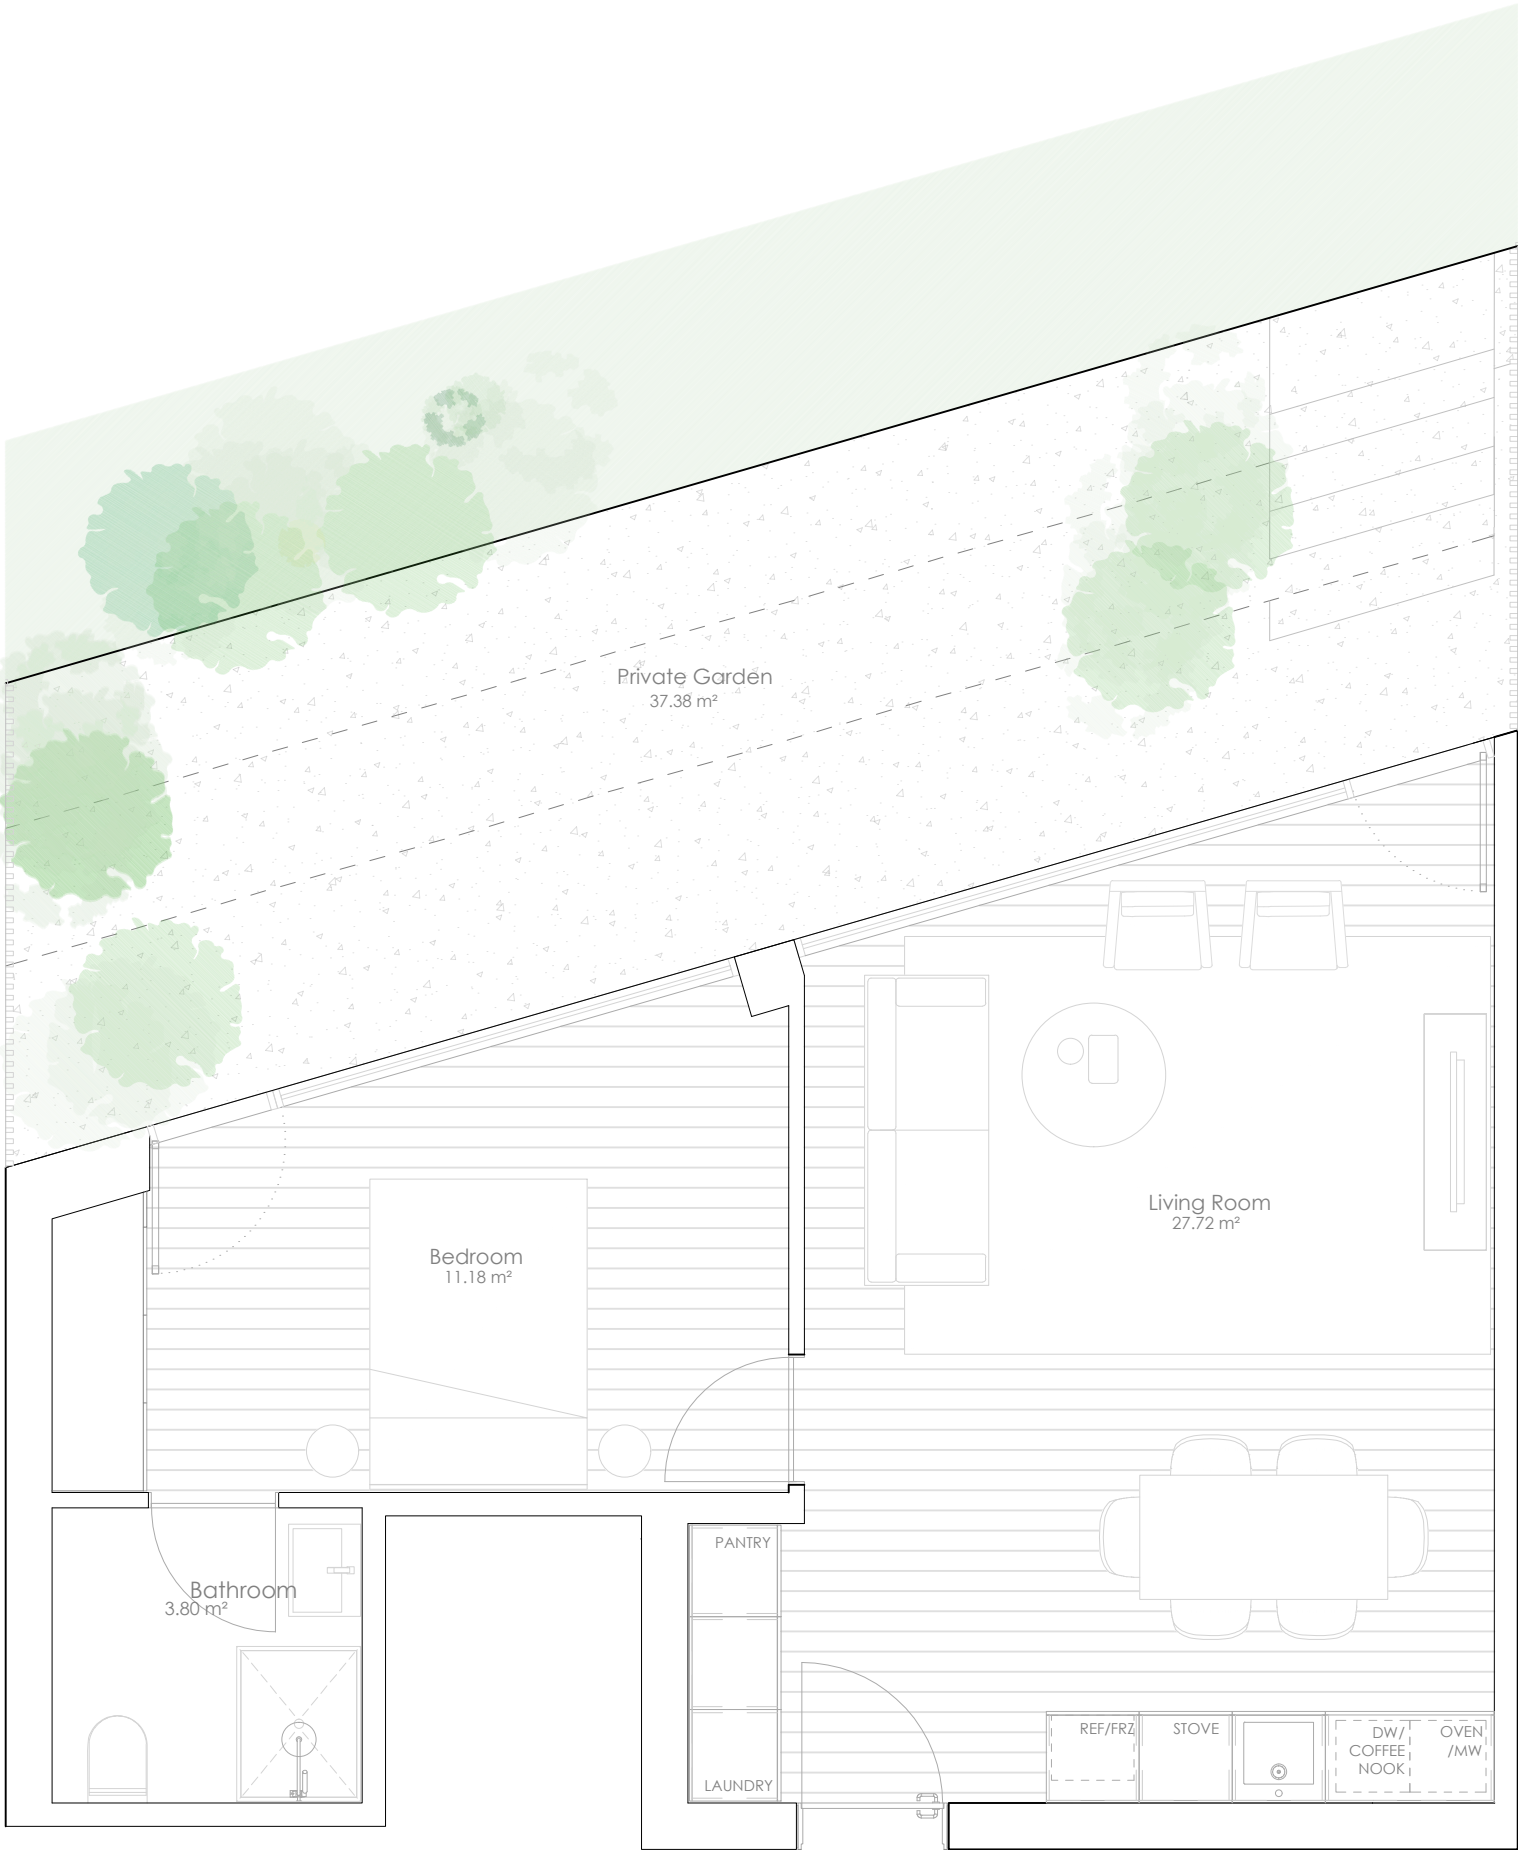 Private Garden
37.38 m²
Living Room
27.72 m²
Bedroom
11.18 m²
PANTRY
Bathroom
3.80 m²
LAUNDRY
REF/FRZ
STOVE
DW/
COFFEE
NOOK
OVEN
/MW